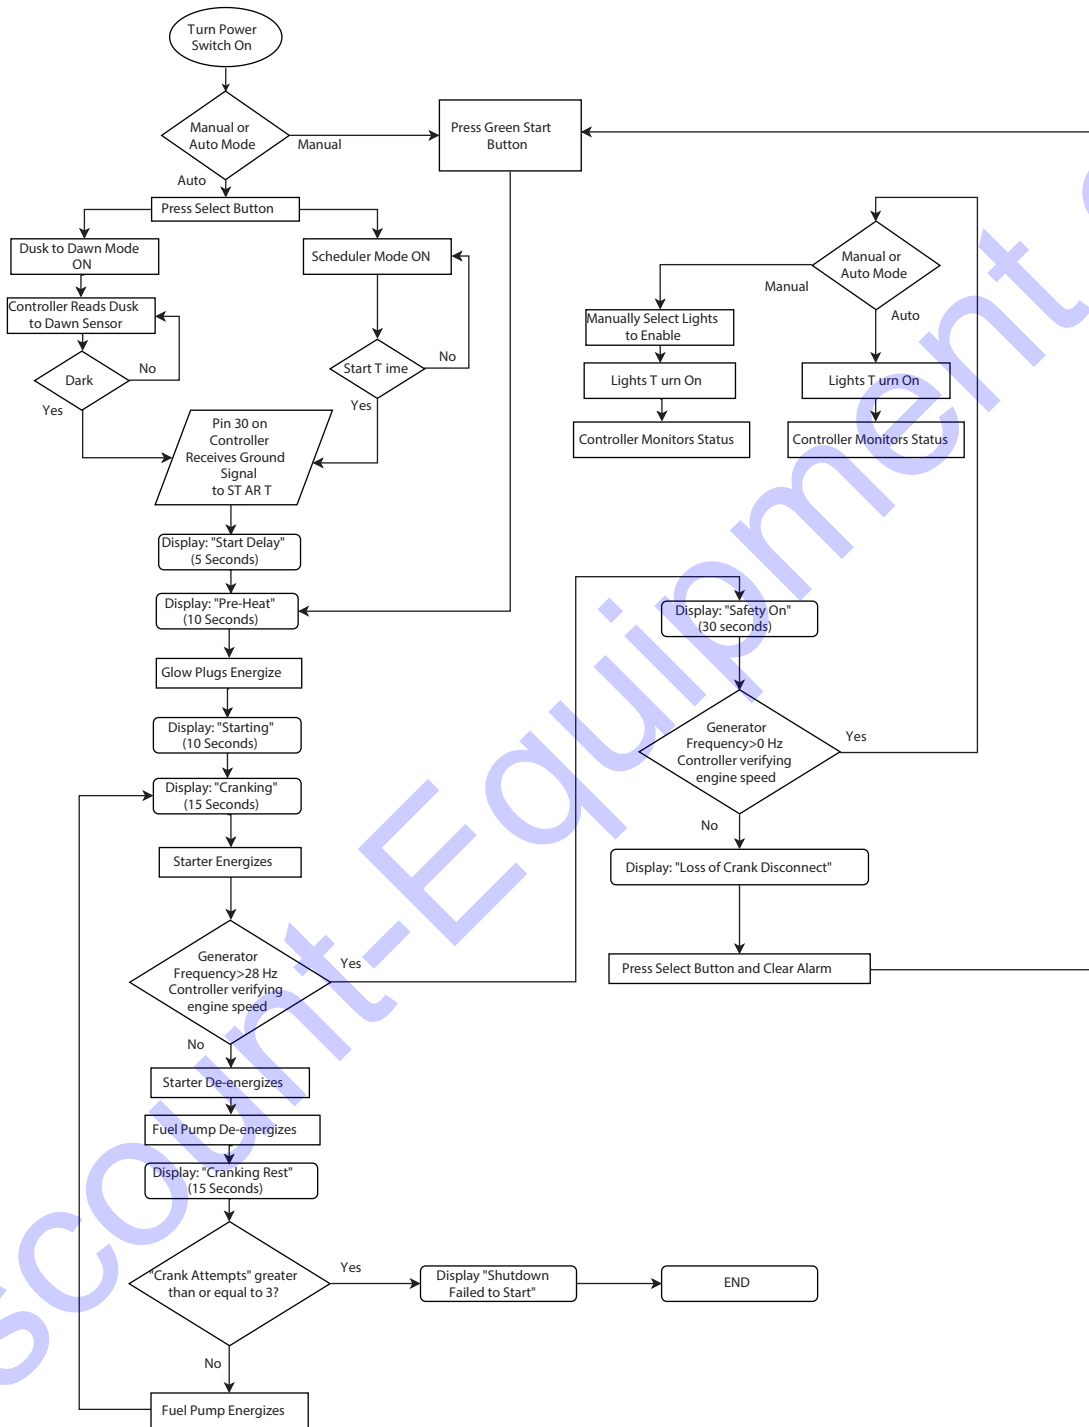 Turn Power
Switch On
Manual or
Auto Mode
Manual
Auto
Press Green Start
Button
Press Select Button
Dusk to Dawn Mode
ON
Scheduler Mode ON
Controller Reads Dusk
to Dawn Sensor
Dark
No
Yes
Start T ime
No
Yes
Pin 30 on
Controller
Receives Ground
Signal
to ST AR T
Display: "Start Delay"
(5 Seconds)
Display: "Pre-Heat"
(10 Seconds)
Glow Plugs Energize
Display: "Starting"
(10 Seconds)
Display: "Cranking"
(15 Seconds)
Starter Energizes
Generator
Frequency>28 Hz
Controller verifying
engine speed
Yes
No
Starter De-energizes
Fuel Pump De-energizes
Display: "Cranking Rest"
(15 Seconds)
"Crank Attempts" greater
than or equal to 3?
Yes
No
Display "Shutdown
Failed to Start"
END
Fuel Pump Energizes
Manual or
Auto Mode
Manual
Auto
Manually Select Lights
to Enable
Lights T urn On
Controller Monitors Status
Lights T urn On
Controller Monitors Status
Display: "Safety On"
(30 seconds)
Generator
Frequency>0 Hz
Controller verifying
engine speed
Yes
No
Display: "Loss of Crank Disconnect"
Press Select Button and Clear Alarm
scount-Equipment